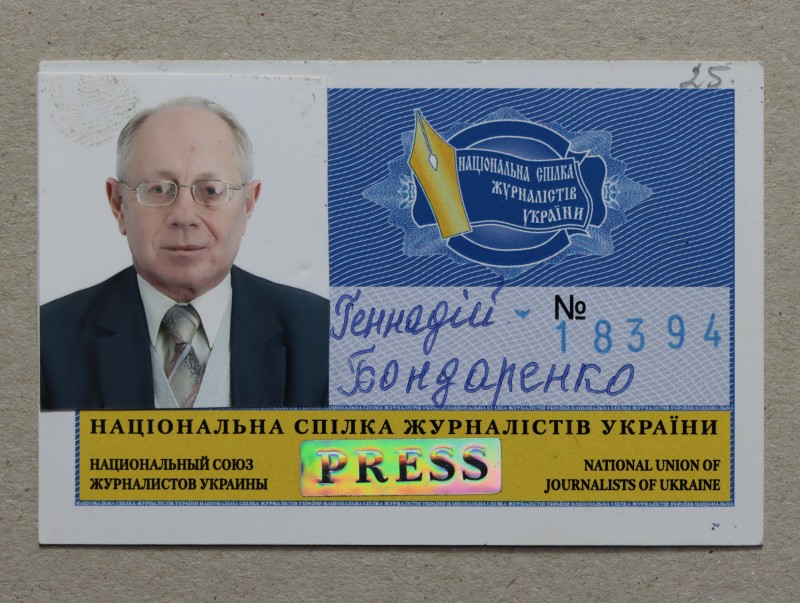 25.
НАЦІОНАЛЬНА СПІЛКА
ЖУРНАЛІСТІВ
УКРАЇНИ
Геннадій
№ 18394
Бондаренко
НАЦІОНАЛЬНА СПІЛКА ЖУРНАЛІСТІВ УКРАЇНИ
НАЦИОНАЛЬНЫЙ СОЮЗ
ЖУРНАЛИСТОВ УКРАИНЫ
PRESS
NATIONAL UNION OF
JOURNALISTS OF UKRAINE